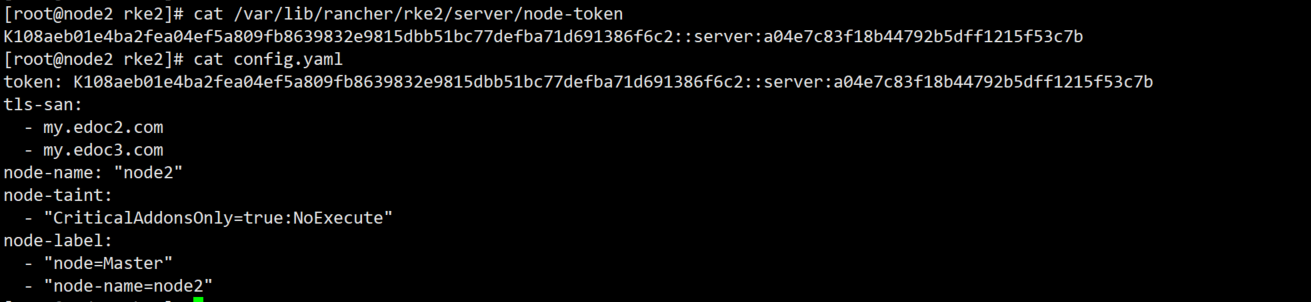 [root@node2 rke2]# cat /var/lib/rancher/rke2/server/node-token
K108aeb01e4ba2fea04ef5a809fb8639832e9815dbb51bc77defba71d691386f6c2::server:a04e7c83f18b44792b5dff1215f53c7b
[root@node2 rke2]# cat config.yaml
token: K108aeb01e4ba2fea04ef5a809fb8639832e9815dbb51bc77defba71d691386f6c2::server:a04e7c83f18b44792b5dff1215f53c7b
tls-san:
  - my.edoc2.com
  - my.edoc3.com
node-name: "node2"
node-taint:
  - "CriticalAddonsOnly=true:NoExecute"
node-label:
  - "node=Master"
  - "node-name=node2"